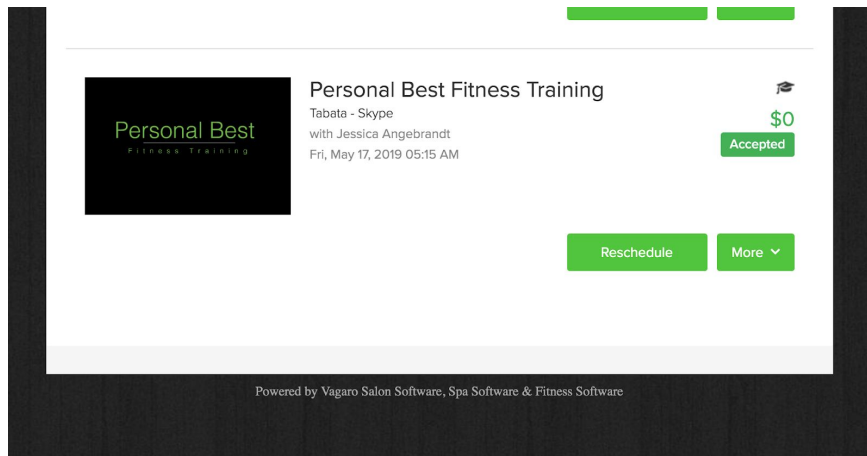 Personal Best
Fitness Training
Personal Best Fitness Training
Tabata - Skype
with Jessica Angebrandt
Fri, May 17, 2019 05:15 AM
$0
Accepted
Reschedule
More
Powered by Vagaro Salon Software, Spa Software & Fitness Software